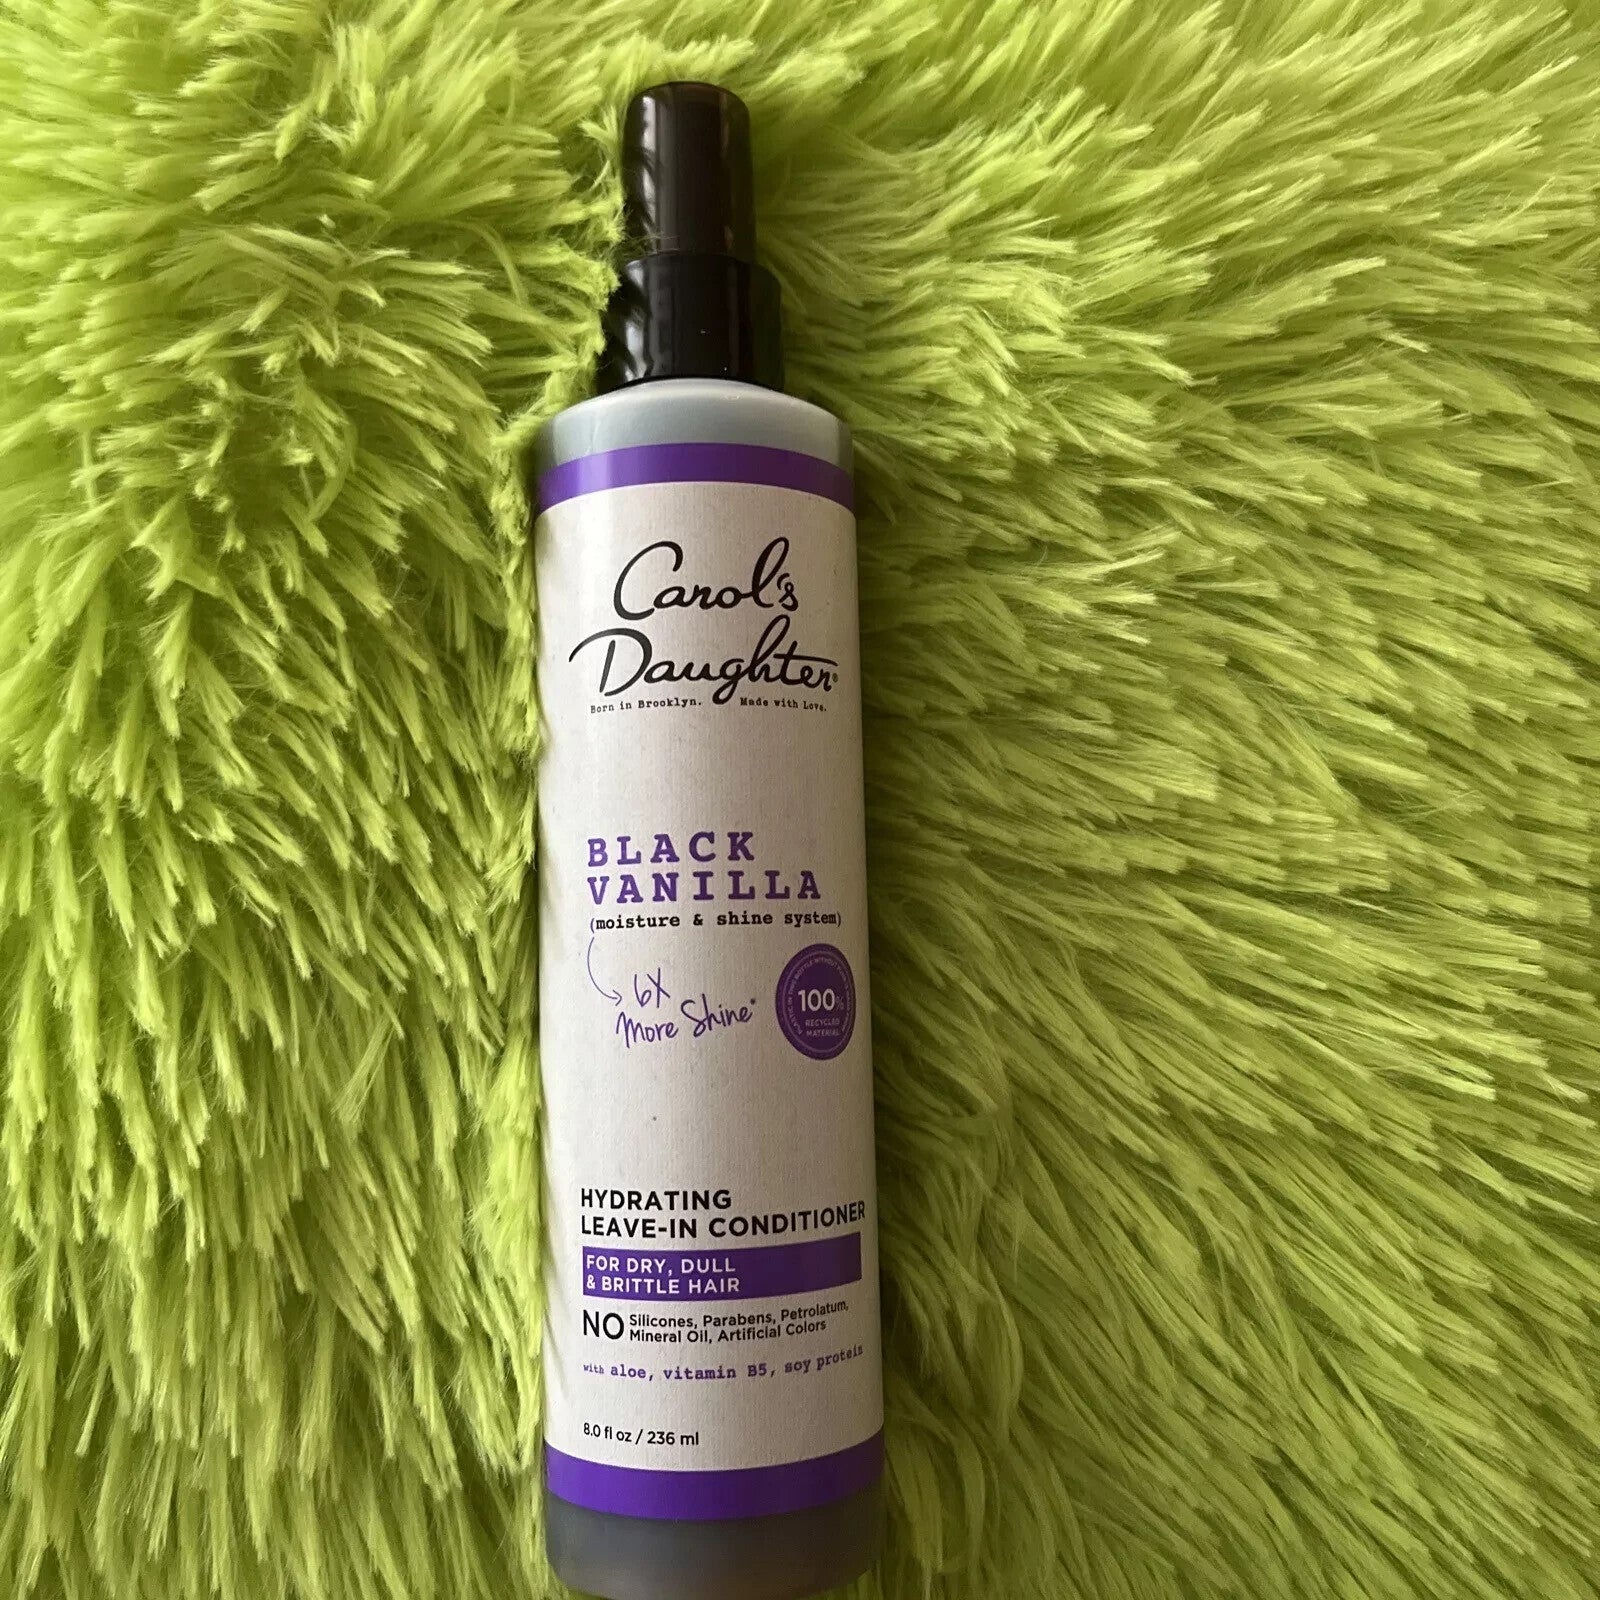 Carol's
Daughter®
Born in Brooklyn. Made with Love.
BLACK
VANILLA
(moisture & shine system)
6X
More Shine*
100%
RECYCLED
MATERIAL
HYDRATING
LEAVE-IN CONDITIONER
FOR DRY, DULL
& BRITTLE HAIR
NO Silicones, Parabens, Petrolatum,
Mineral Oil, Artificial Colors
with aloe, vitamin B5, soy protein
8.0 fl oz / 236 ml